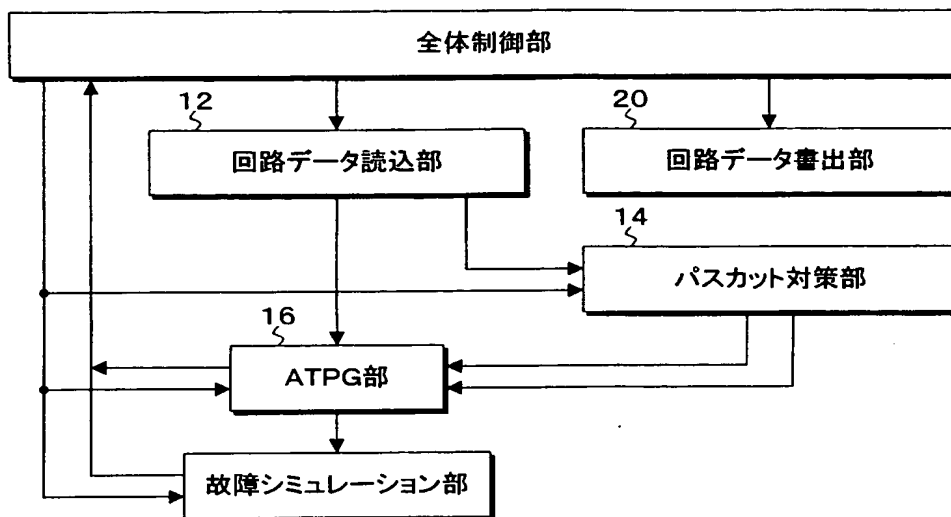 全体制御部
12
回路データ読込部
20
回路データ書出部
14
パスカット対策部
16
ATPG部
故障シミュレーション部